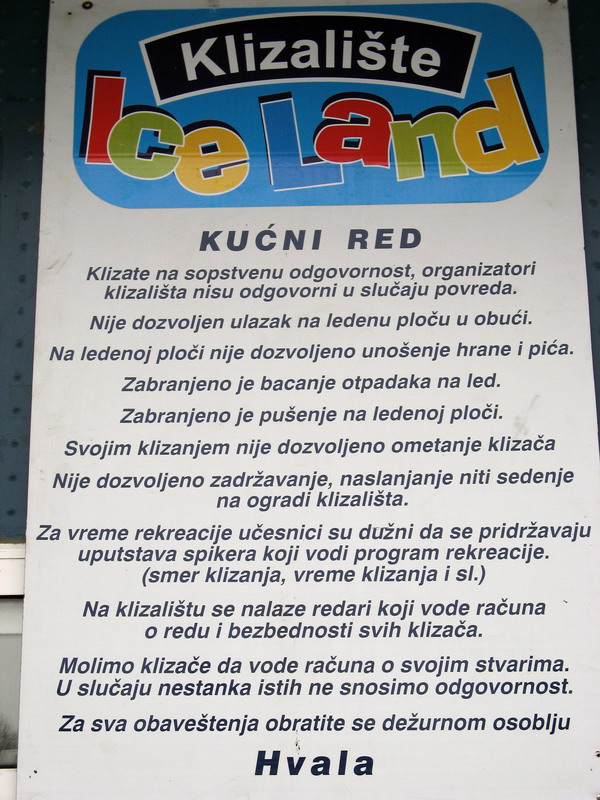 Klizalište
Ice Land
KUĆNI RED
Klizate na sopstvenu odgovornost, organizatori
klizališta nisu odgovorni u slučaju povreda.
Nije dozvoljen ulazak na ledenu ploču u obući.
Na ledenoj ploči nije dozvoljeno unošenje hrane i pića.
Zabranjeno je bacanje otpadaka na led.
Zabranjeno je pušenje na ledenoj ploči.
Svojim klizanjem nije dozvoljeno ometanje klizača
Nije dozvoljeno zadržavanje, naslanjanje niti sedenje
na ogradi klizališta.
Za vreme rekreacije učesnici su dužni da se pridržavaju
uputstava spikera koji vodi program rekreacije.
(smer klizanja, vreme klizanja i sl.)
Na klizalištu se nalaze redari koji vode računa
o redu i bezbednosti svih klizača.
Molimo klizače da vode računa o svojim stvarima.
U slučaju nestanka istih ne snosimo odgovornost.
Za sva obaveštenja obratite se dežurnom osoblju
Hvala